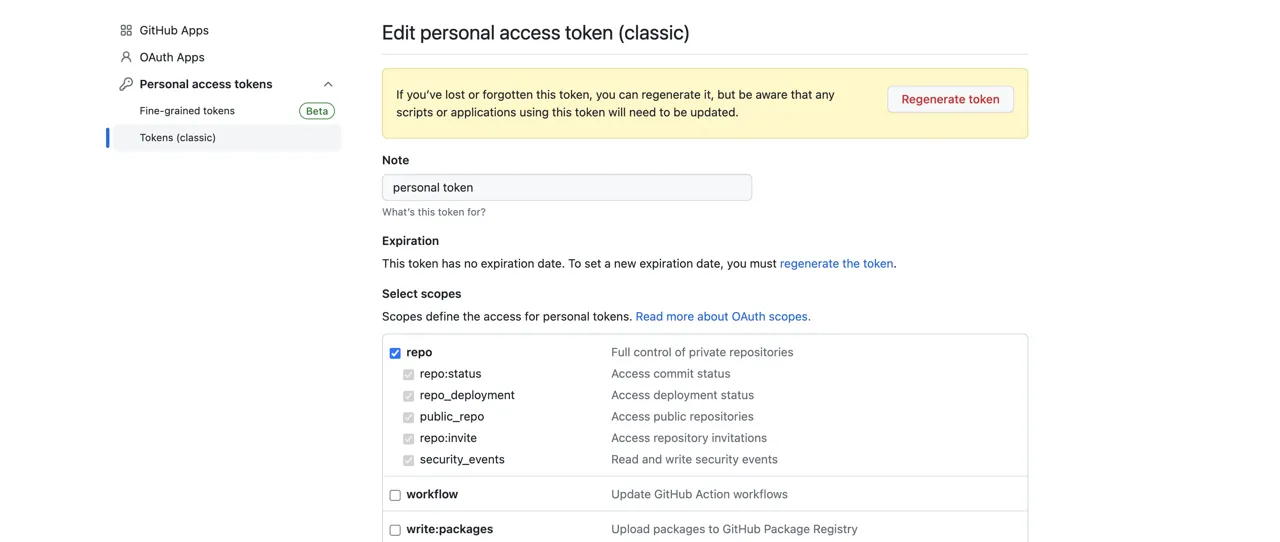 GitHub Apps
OAuth Apps
Personal access tokens
Fine-grained tokens Beta
Tokens (classic)
Edit personal access token (classic)
If you’ve lost or forgotten this token, you can regenerate it, but be aware that any
scripts or applications using this token will need to be updated.
Regenerate token
Note
personal token
What’s this token for?
Expiration
This token has no expiration date. To set a new expiration date, you must regenerate the token.
Select scopes
Scopes define the access for personal tokens. Read more about OAuth scopes.
repo Full control of private repositories
repo:status Access commit status
repo_deployment Access deployment status
public_repo Access public repositories
repo:invite Access repository invitations
security_events Read and write security events
workflow Update GitHub Action workflows
write:packages Upload packages to GitHub Package Registry